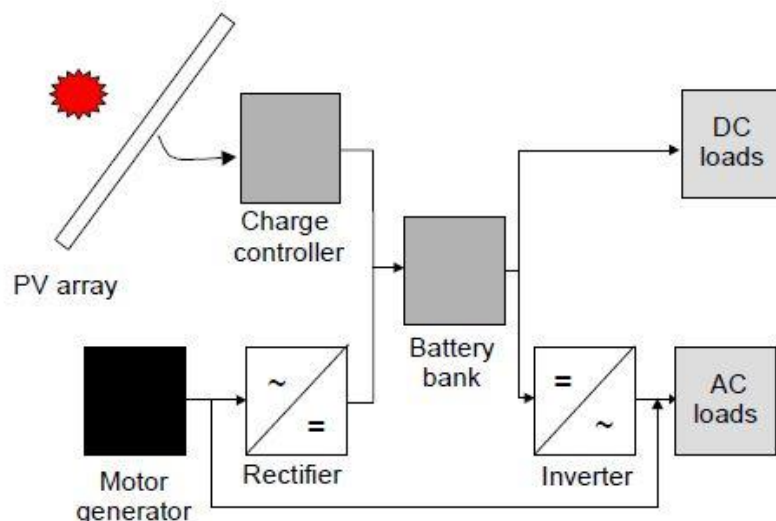 DC
loads
Charge
controller
PV array
Battery
bank
~
=
=
~
AC
loads
Motor
generator
Rectifier
Inverter